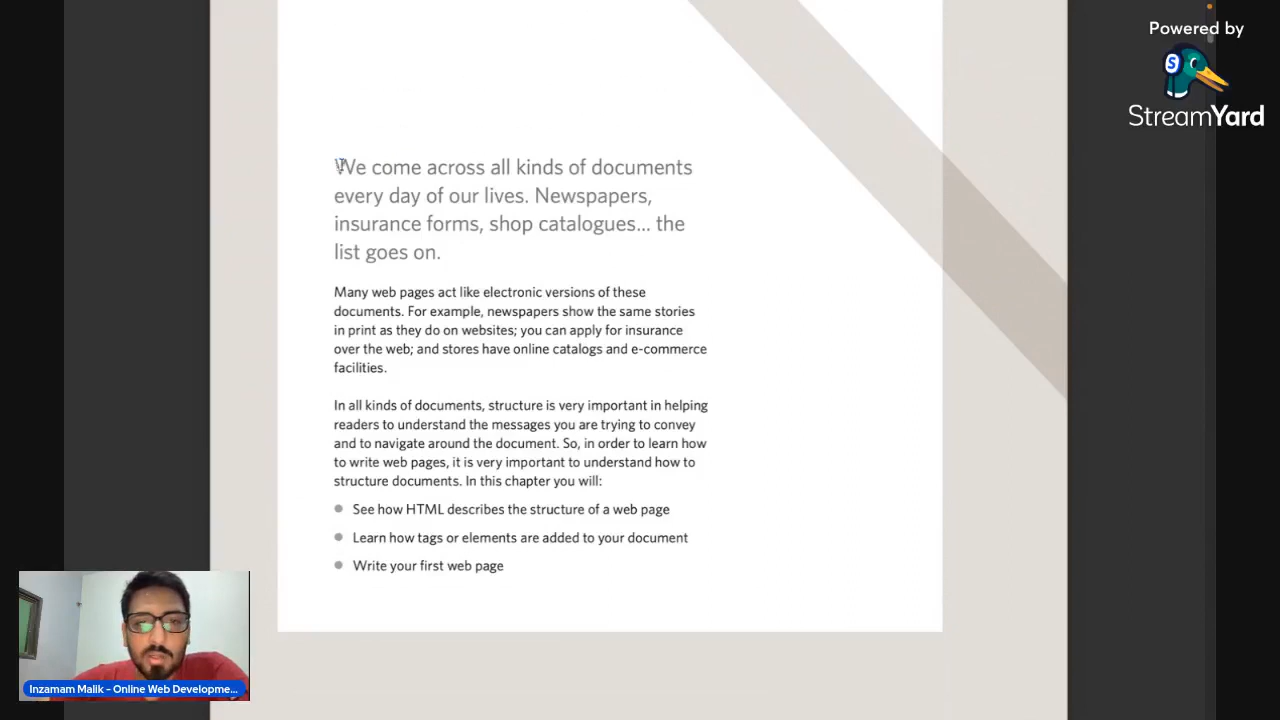 Powered by
StreamYard
We come across all kinds of documents
every day of our lives. Newspapers,
insurance forms, shop catalogues... the
list goes on.
Many web pages act like electronic versions of these
documents. For example, newspapers show the same stories
in print as they do on websites; you can apply for insurance
over the web; and stores have online catalogs and e-commerce
facilities.
In all kinds of documents, structure is very important in helping
readers to understand the messages you are trying to convey
and to navigate around the document. So, in order to learn how
to write web pages, it is very important to understand how to
structure documents. In this chapter you will:
See how HTML describes the structure of a web page
Learn how tags or elements are added to your document
Write your first web page
Inzamam Malik - Online Web Developme...